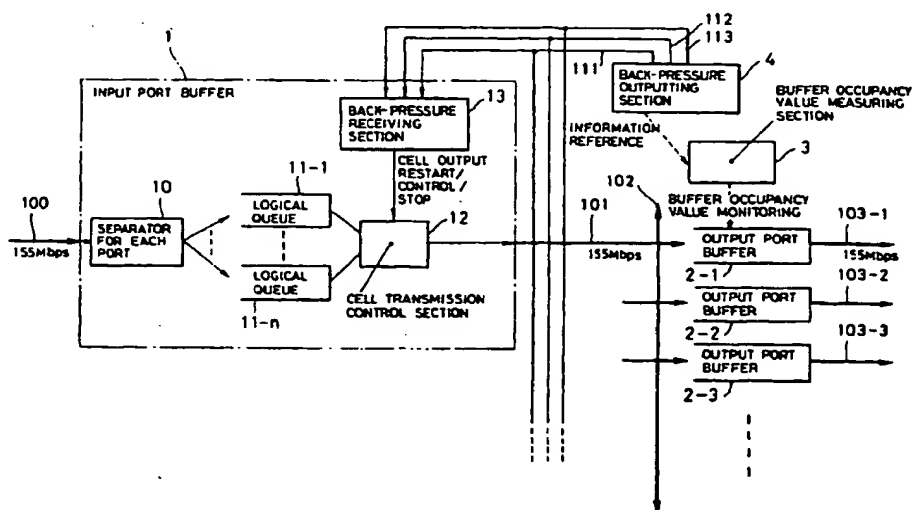 112
113
1
111
4
INPUT PORT BUFFER
13
BACK-PRESSURE
RECEIVING
SECTION
BACK-PRESSURE
OUTPUTTING
SECTION
BUFFER OCCUPANCY
VALUE MEASURING
SECTION
INFORMATION
REFERENCE
3
CELL OUTPUT
RESTART/
CONTROL/
STOP
11-1
LOGICAL
QUEUE
12
100
10
SEPARATOR
FOR EACH
PORT
155Mbps
101
102
BUFFER OCCUPANCY
VALUE MONITORING
103-1
155Mbps
OUTPUT PORT
BUFFER
155Mbps
2-1
LOGICAL
QUEUE
11-n
CELL TRANSMISSION
CONTROL SECTION
103-2
OUTPUT PORT
BUFFER
2-2
103-3
OUTPUT PORT
BUFFER
2-3